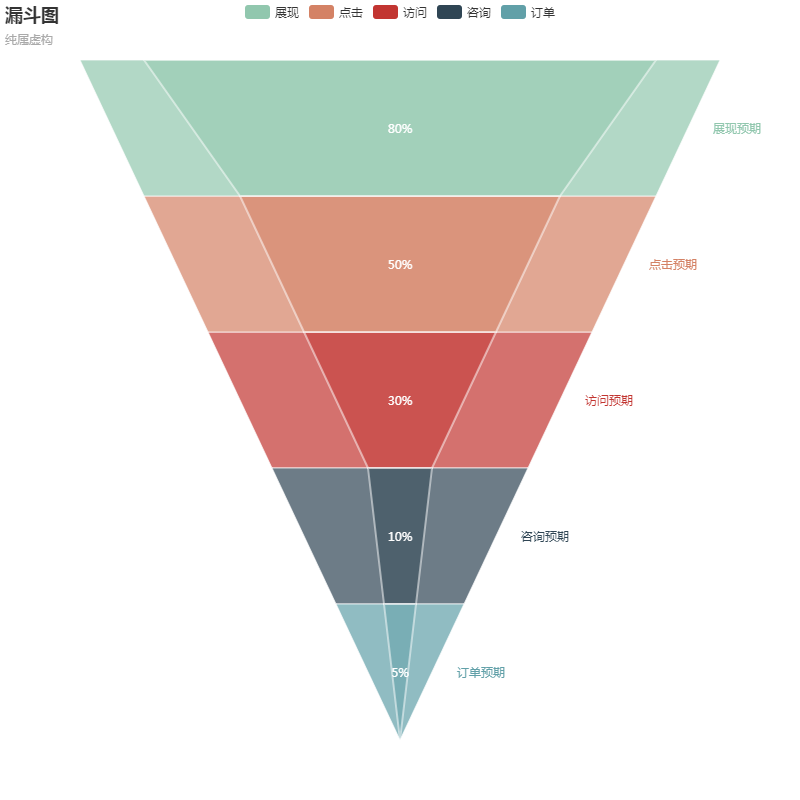 漏斗图
纯属虚构
展现 点击 访问 咨询 订单
80%
展现预期
50%
点击预期
30%
访问预期
10%
咨询预期
5%
订单预期